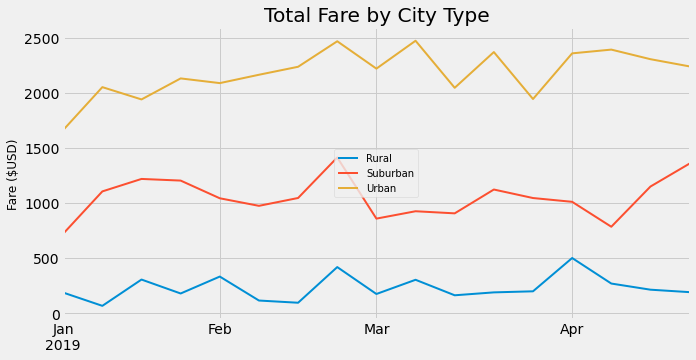 Total Fare by City Type
Fare ($USD)
2500
2000
1500
1000
500
0
Rural
Suburban
Urban
Jan
2019
Feb
Mar
Apr